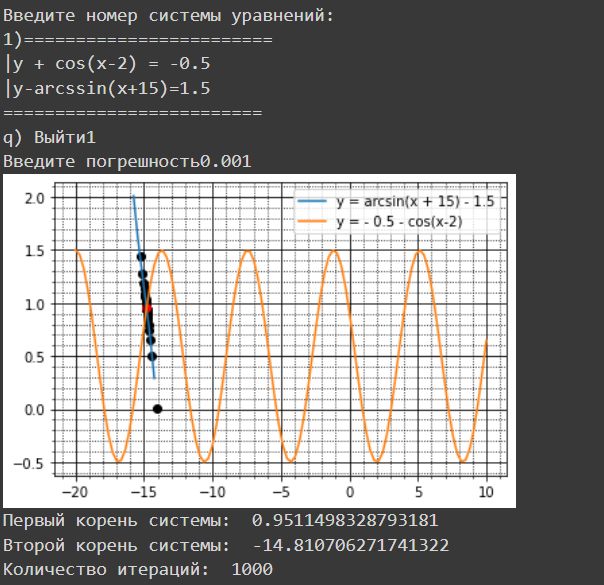 Введите номер системы уравнений:
1)========================
|y + cos(x-2) = -0.5
|y-arcssin(x+15)=1.5
=========================
q) Выйти1
Введите погрешность0.001
y = arcsin(x + 15) - 1.5
y = - 0.5 - cos(x-2)
2.0
1.5
1.0
0.5
0.0
−0.5
−20 −15 −10 −5 0 5 10
Первый корень системы:  0.9511498328793181
Второй корень системы:  -14.810706271741322
Количество итераций:  1000